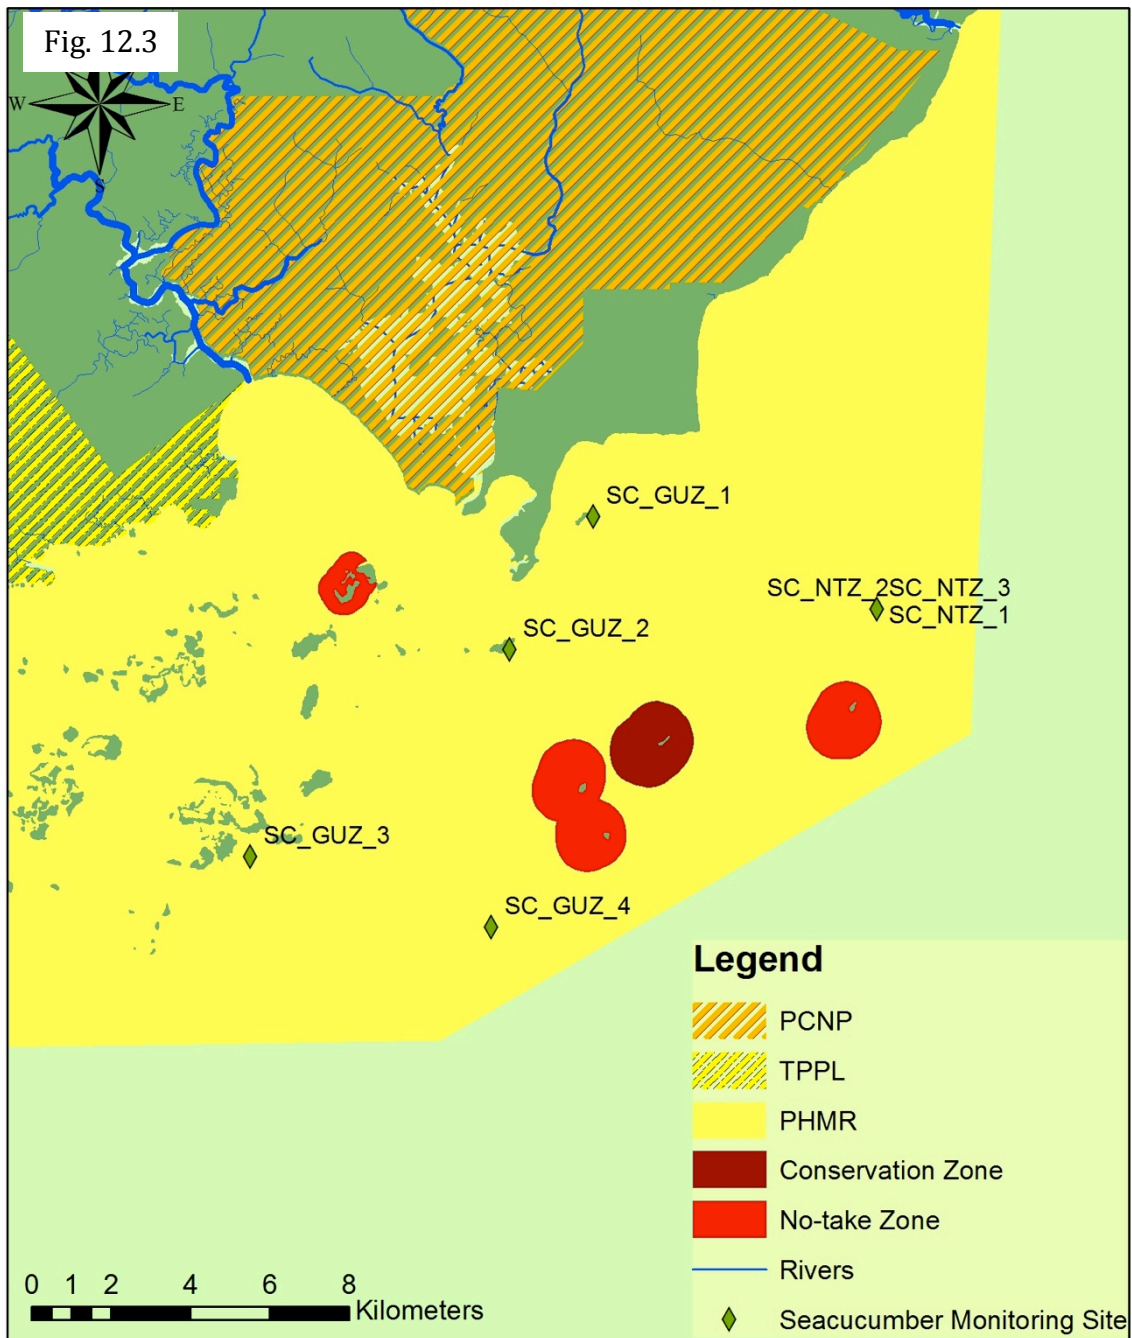 Fig. 12.3
W
E
S
SC_GUZ_1
SC_NTZ_2SC_NTZ_3
SC_NTZ_1
SC_GUZ_2
SC_GUZ_3
SC_GUZ_4
Legend
PCNP
TPPL
PHMR
Conservation Zone
No-take Zone
Rivers
Seacucumber Monitoring Site
0 1 2 4 6 8
Kilometers